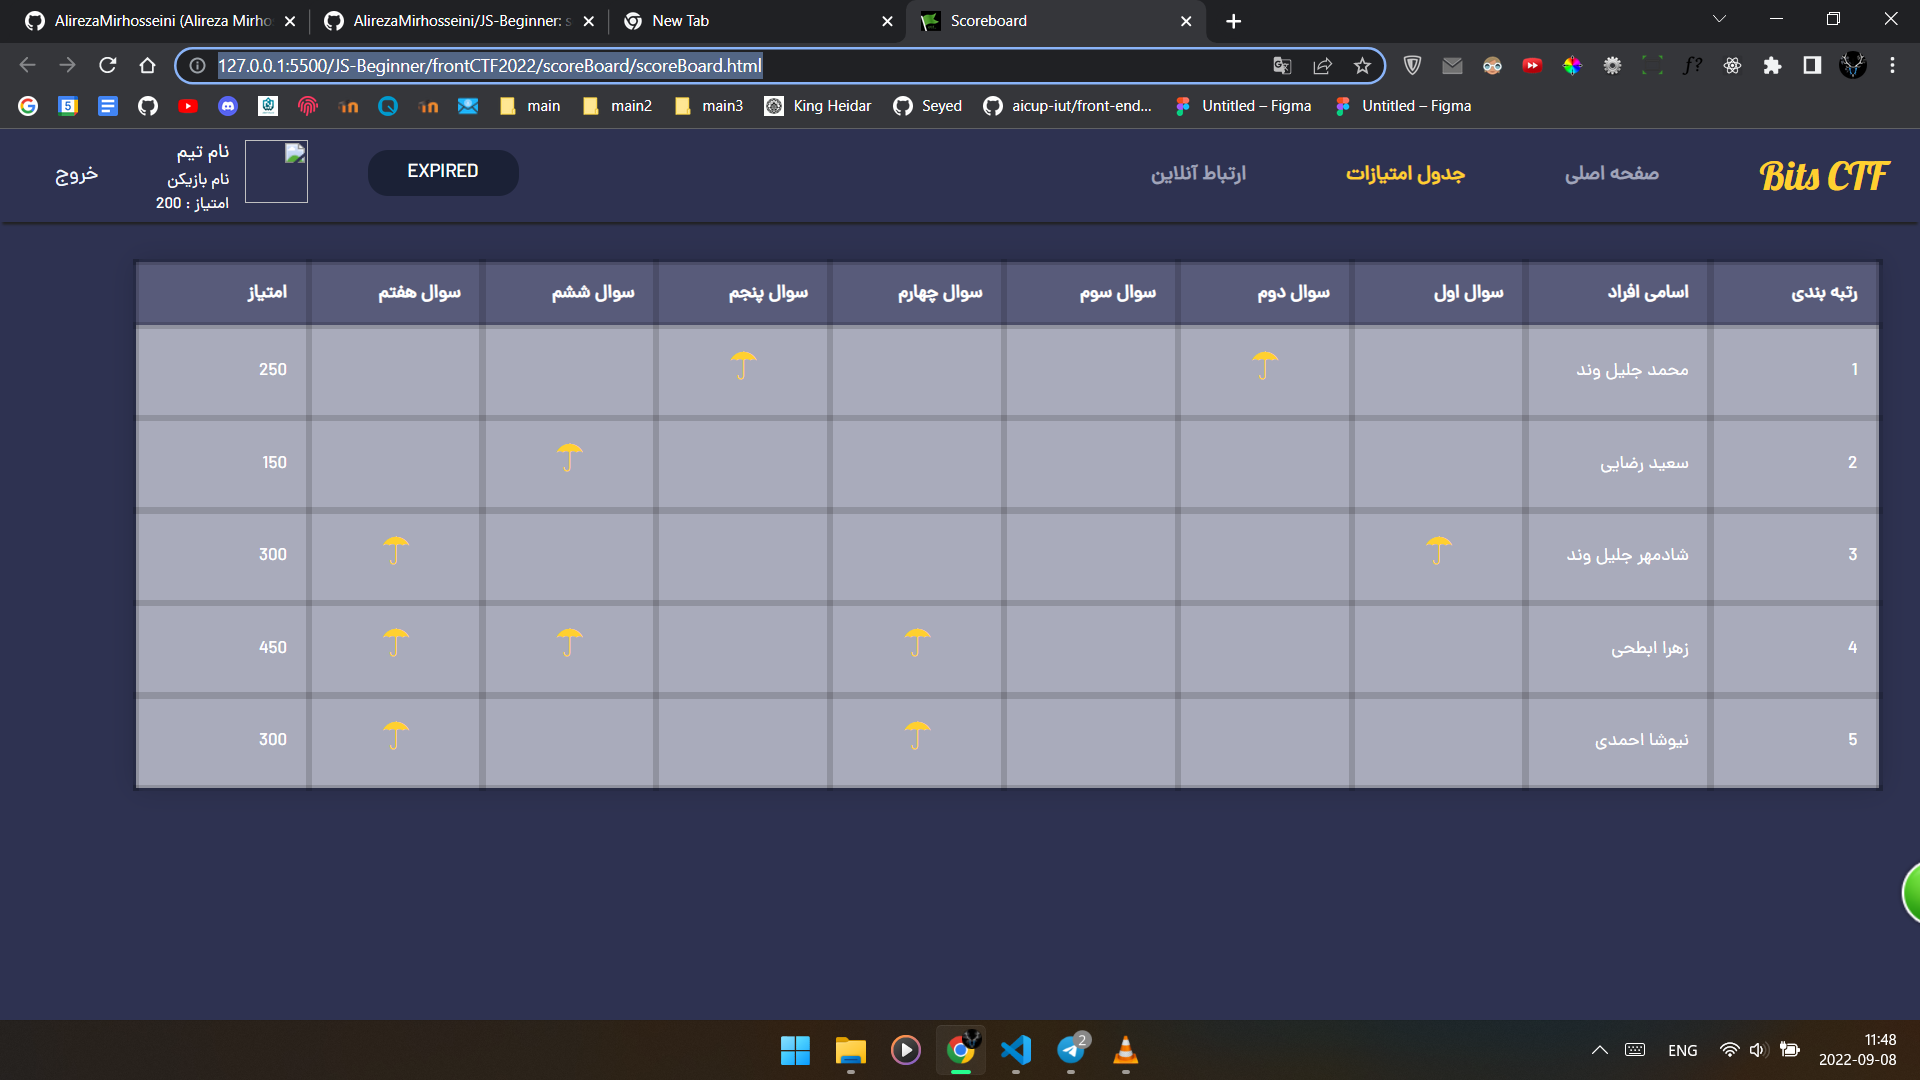 AlirezaMirhosseini (Alireza Mirho
AlirezaMirhosseini/JS-Beginner: s
New Tab
Scoreboard
127.0.0.1:5500/JS-Beginner/frontCTF2022/scoreBoard/scoreBoard.html
main
main2
main3
King Heidar
Seyed
aicup-iut/front-end...
Untitled – Figma
Untitled – Figma
Bits CTF
صفحه اصلی
جدول امتیازات
ارتباط آنلاین
EXPIRED
نام تیم
نام بازیکن
امتیاز : 200
خروج
رتبه بندی اسامی افراد سوال اول سوال دوم سوال سوم سوال چهارم سوال پنجم سوال ششم سوال هفتم امتیاز
1 محمد جلیل وند 250
2 سعید رضایی 150
3 شادمهر جلیل وند 300
4 زهرا ابطحی 450
5 نیوشا احمدی 300
2
ENG
11:48
2022-09-08